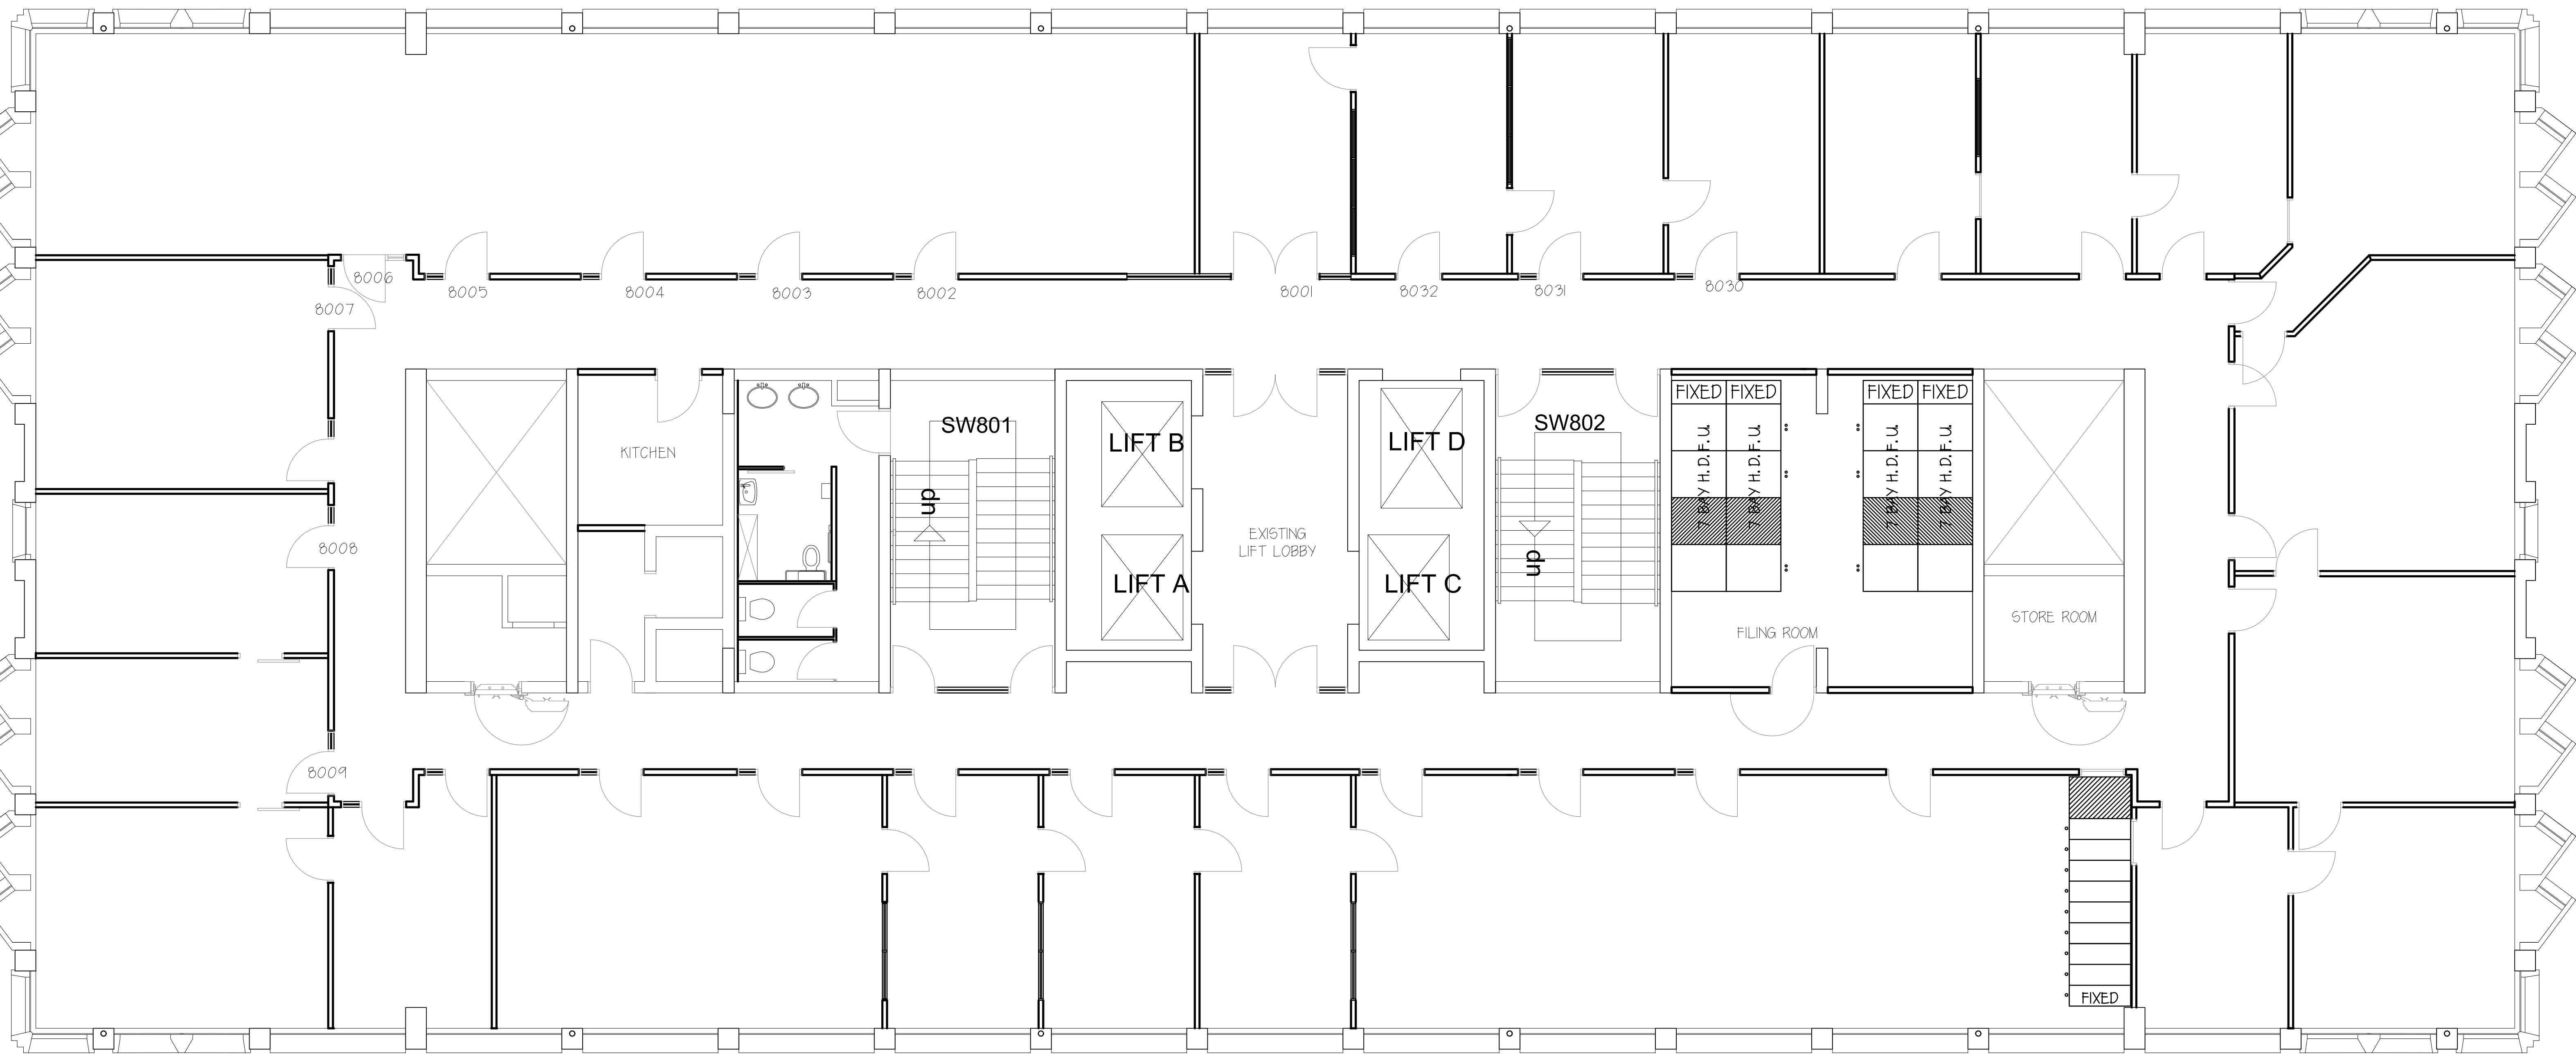 8006
8007
8005
8004
8003
8002
8001
8032
8031
8030
KITCHEN
SW801
dn
LIFT B
LIFT A
EXISTING
LIFT LOBBY
LIFT D
LIFT C
SW802
dn
FIXED FIXED
7 BAY H.D.F.U.
7 BAY H.D.F.U.
FIXED FIXED
7 BAY H.D.F.U.
7 BAY H.D.F.U.
FILING ROOM
STORE ROOM
8008
8009
FIXED